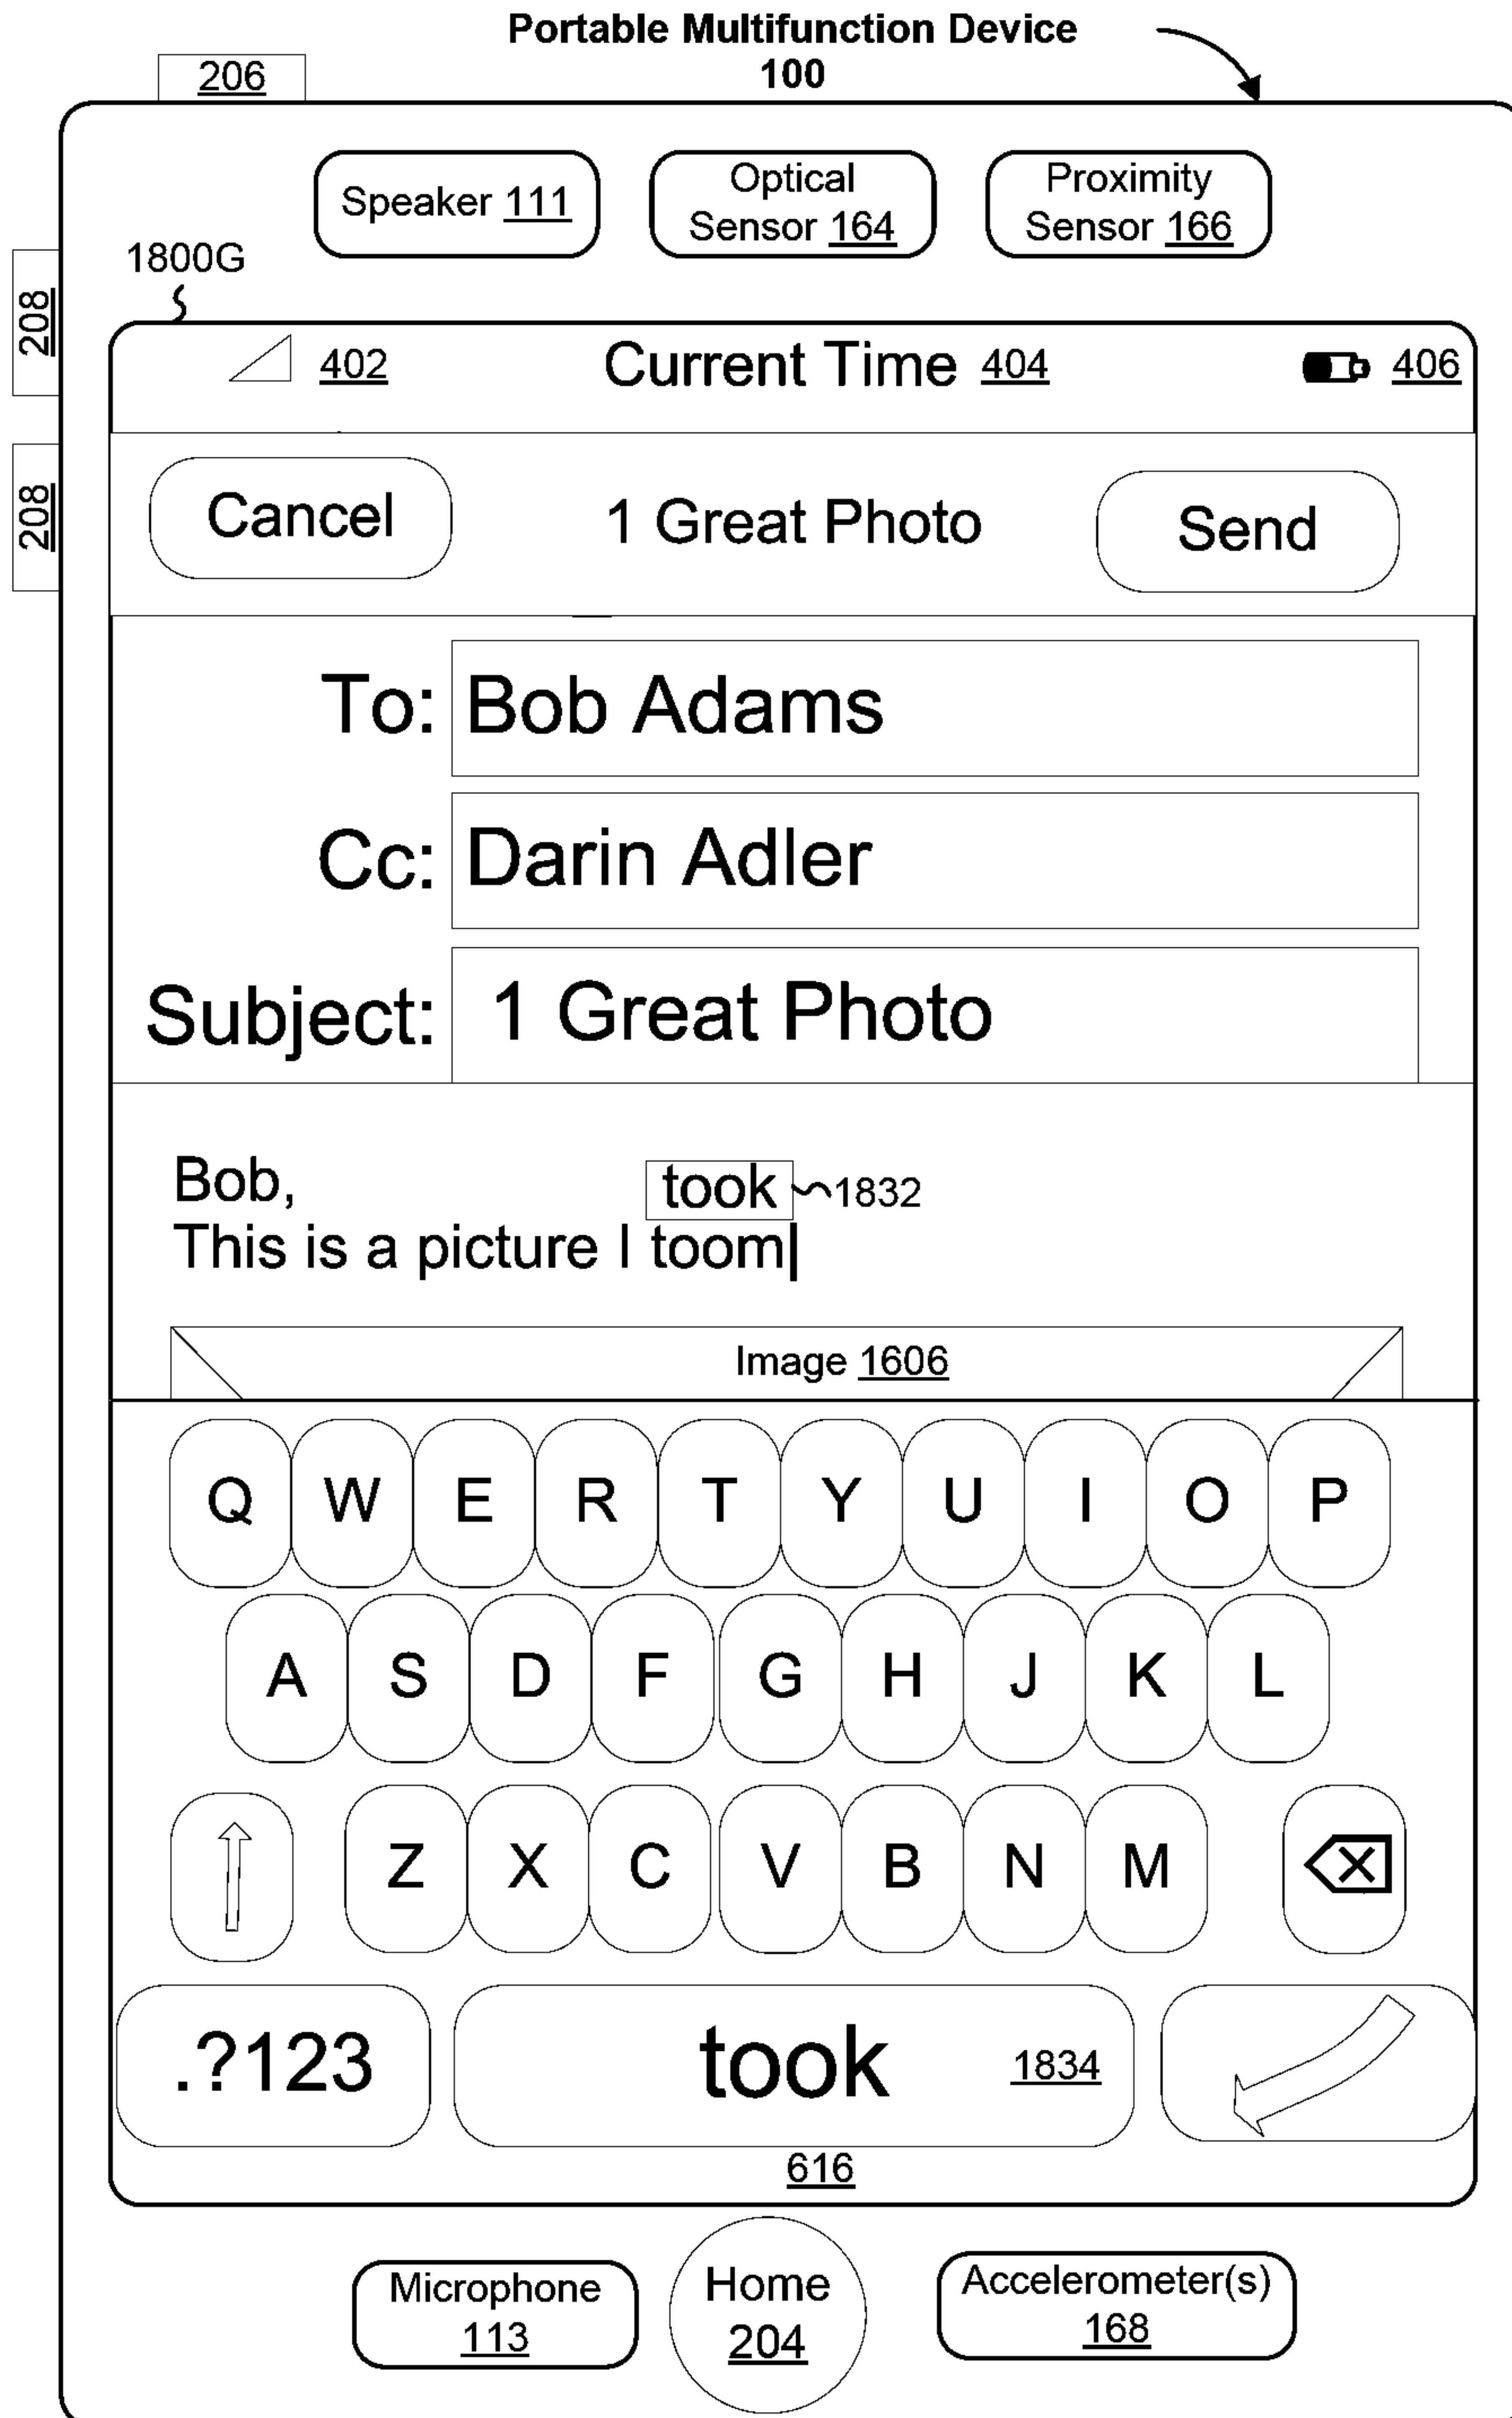 Portable Multifunction Device
100
206
Speaker 111
Optical
Sensor 164
Proximity
Sensor 166
208
208
1800G
402
Current Time 404
406
Cancel
1 Great Photo
Send
To: Bob Adams
Cc: Darin Adler
Subject: 1 Great Photo
Bob,
took
1832
This is a picture I toom
Image 1606
Q W E R T Y U I O P
A S D F G H J K L
Z X C V B N M
.?123
took
1834
616
Microphone
113
Home
204
Accelerometer(s)
168